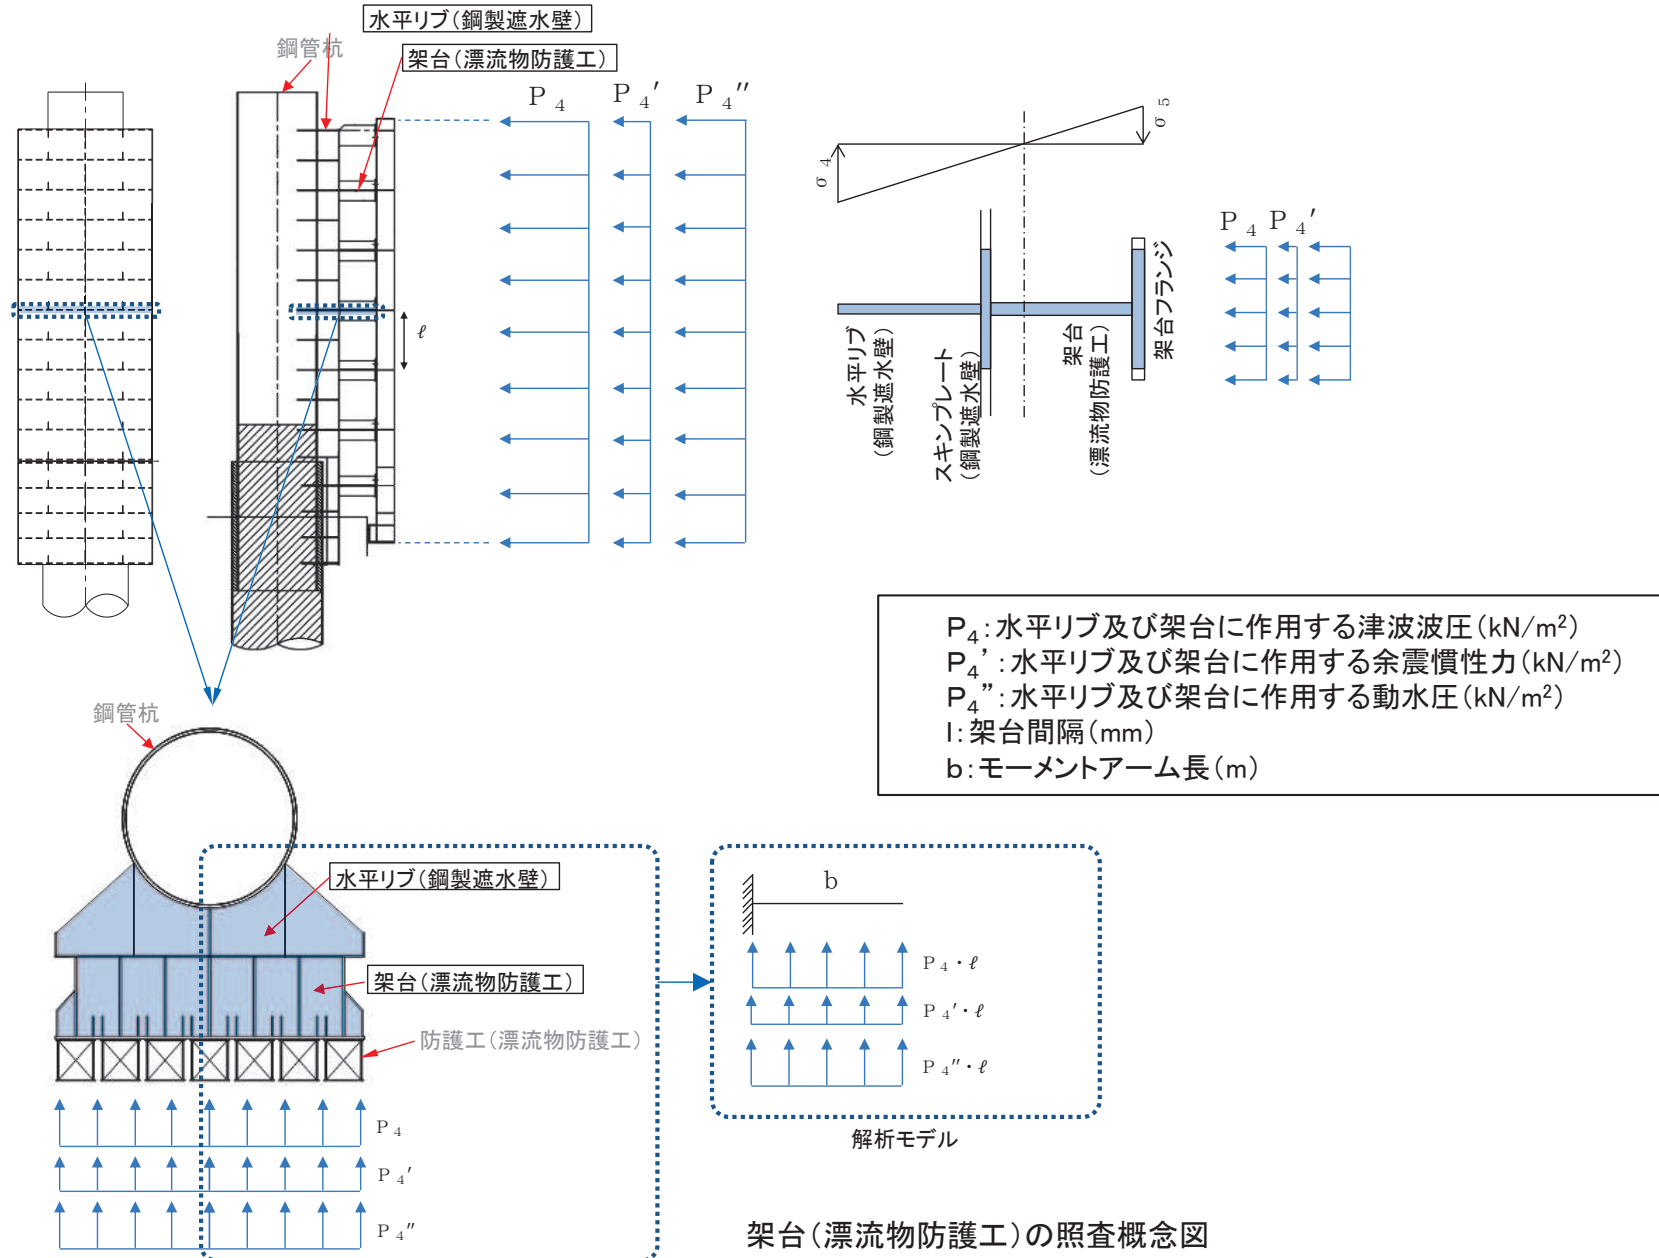 水平リブ(鋼製遮水壁)
鋼管杭
架台(漂流物防護工)
P₄
P₄′
P₄″
ℓ
σ₄
σ₅
水平リブ
(鋼製遮水壁)
スキンプレート
(鋼製遮水壁)
架台
(漂流物防護工)
架台フランジ
P₄
P₄′
P₄:水平リブ及び架台に作用する津波波圧(kN/m²)
P₄’:水平リブ及び架台に作用する余震慣性力(kN/m²)
P₄”:水平リブ及び架台に作用する動水圧(kN/m²)
l:架台間隔(mm)
b:モーメントアーム長(m)
鋼管杭
水平リブ(鋼製遮水壁)
架台(漂流物防護工)
防護工(漂流物防護工)
P₄
P₄′
P₄″
b
P₄・ℓ
P₄′・ℓ
P₄″・ℓ
解析モデル
架台(漂流物防護工)の照査概念図